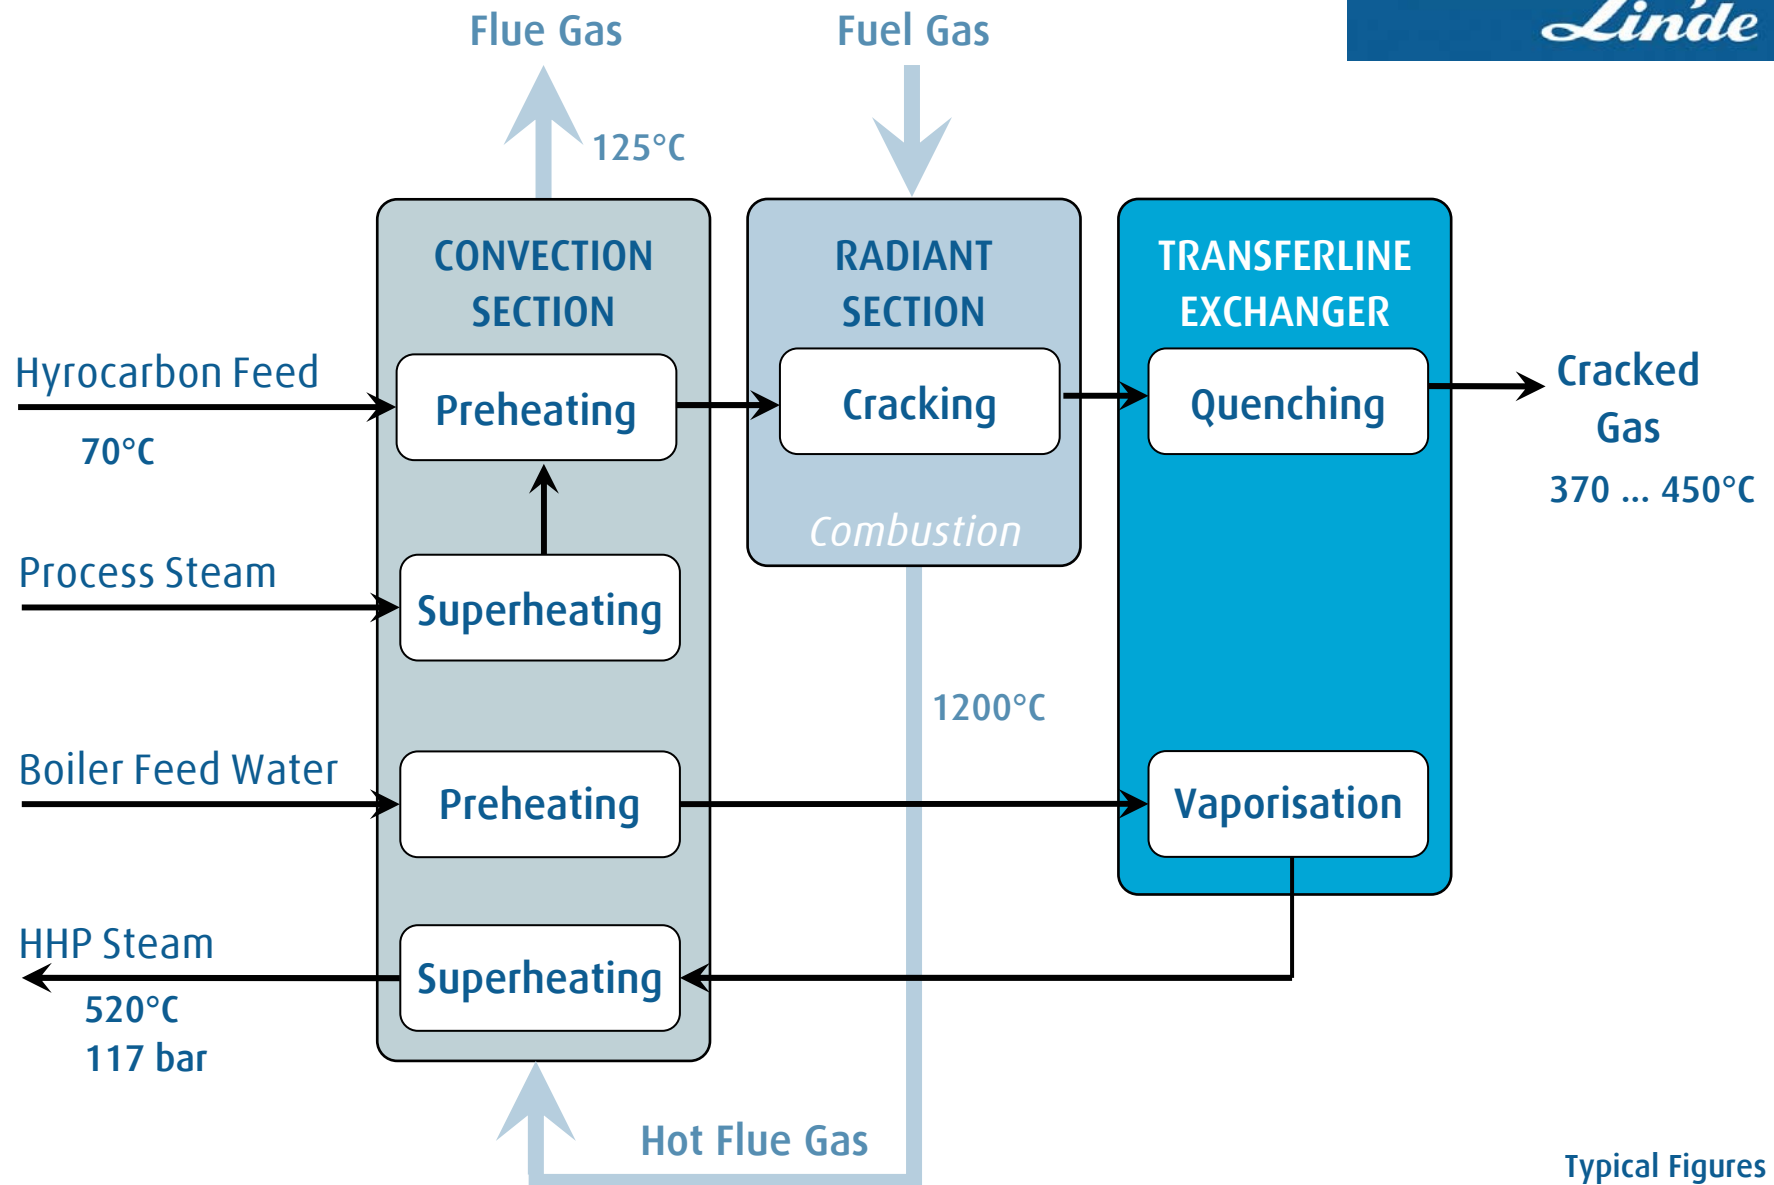 Linde
Flue Gas
Fuel Gas
125°C
CONVECTION
SECTION
RADIANT
SECTION
TRANSFERLINE
EXCHANGER
Hyrocarbon Feed
70°C
Preheating
Cracking
Quenching
Cracked
Gas
370 ... 450°C
Combustion
Process Steam
Superheating
1200°C
Boiler Feed Water
Preheating
Vaporisation
HHP Steam
520°C
117 bar
Superheating
Hot Flue Gas
Typical Figures